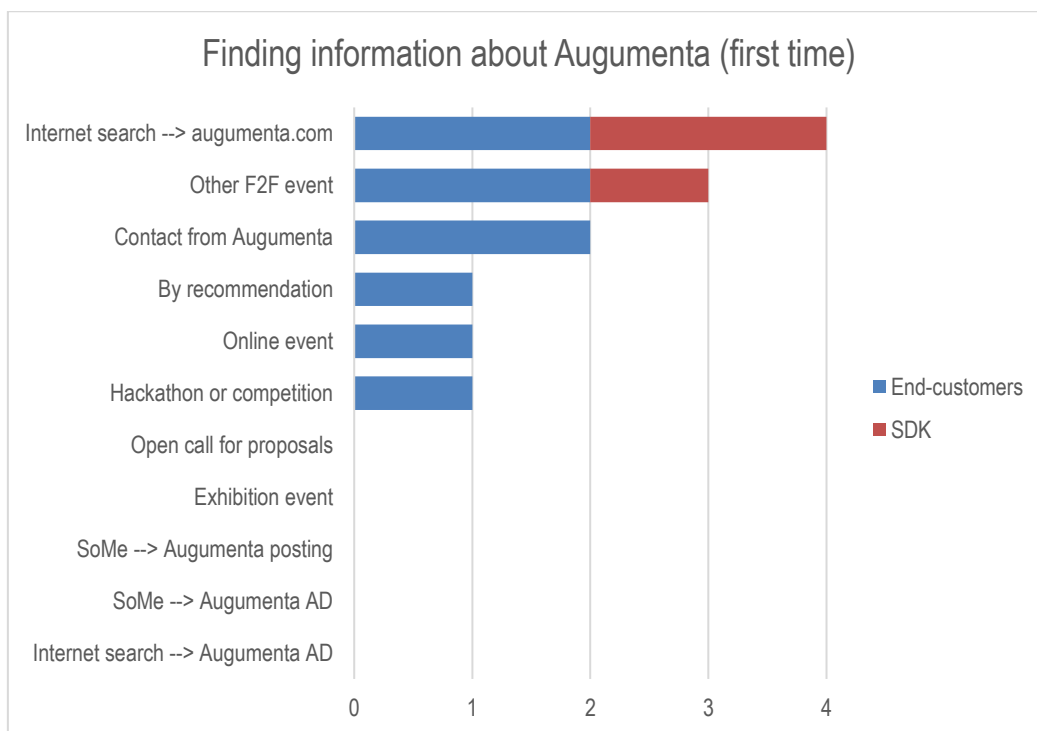 Finding information about Augumenta (first time)
Internet search --> augumenta.com
Other F2F event
Contact from Augumenta
By recommendation
Online event
Hackathon or competition
Open call for proposals
Exhibition event
SoMe --> Augumenta posting
SoMe --> Augumenta AD
Internet search --> Augumenta AD
0 1 2 3 4
End-customers
SDK